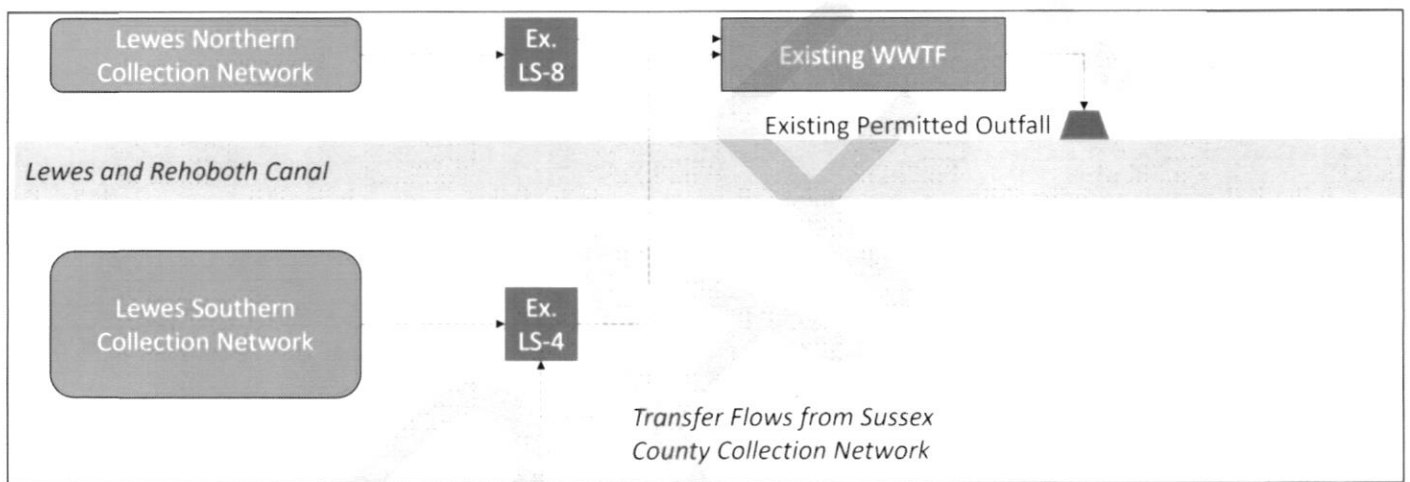 Lewes Northern
Collection Network
Ex.
LS-8
Existing WWTF
Existing Permitted Outfall
Lewes and Rehoboth Canal
Lewes Southern
Collection Network
Ex.
LS-4
Transfer Flows from Sussex
County Collection Network